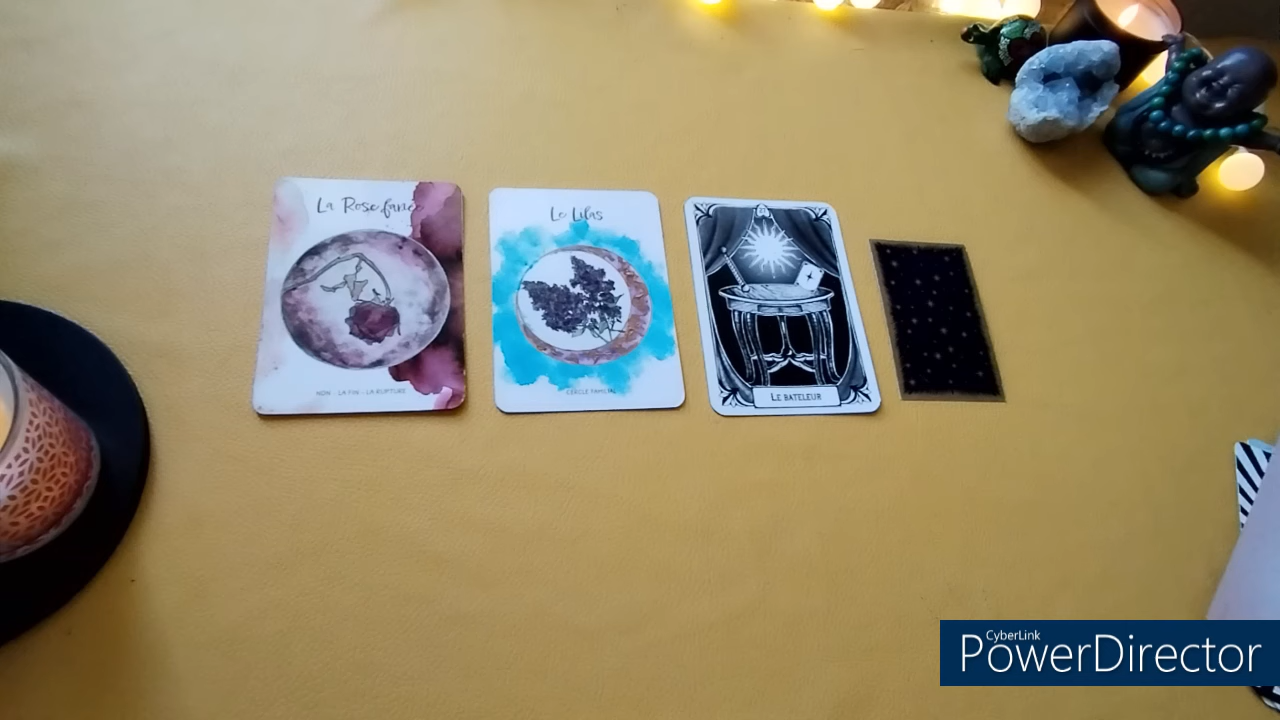 La Rose fanée
NON - LA FIN - LA RUPTURE
Le Lilas
CERCLE FAMILIAL
LE BATELEUR
CyberLink
PowerDirector